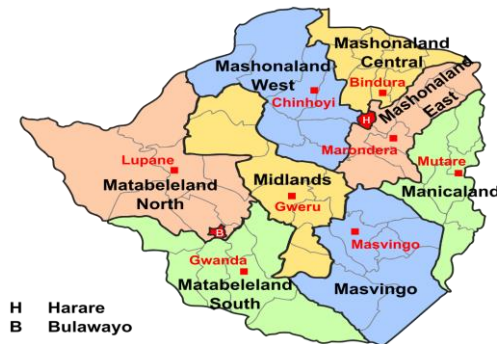 Mashonaland
Central
Bindura
Mashonaland
West
Chinhoyi
Mashonaland
East
H
Marondera
Mutare
Manicaland
Lupane
Matabeleland
North
Midlands
Gweru
B
Masvingo
Gwanda
Matabeleland
South
Masvingo
H Harare
B Bulawayo